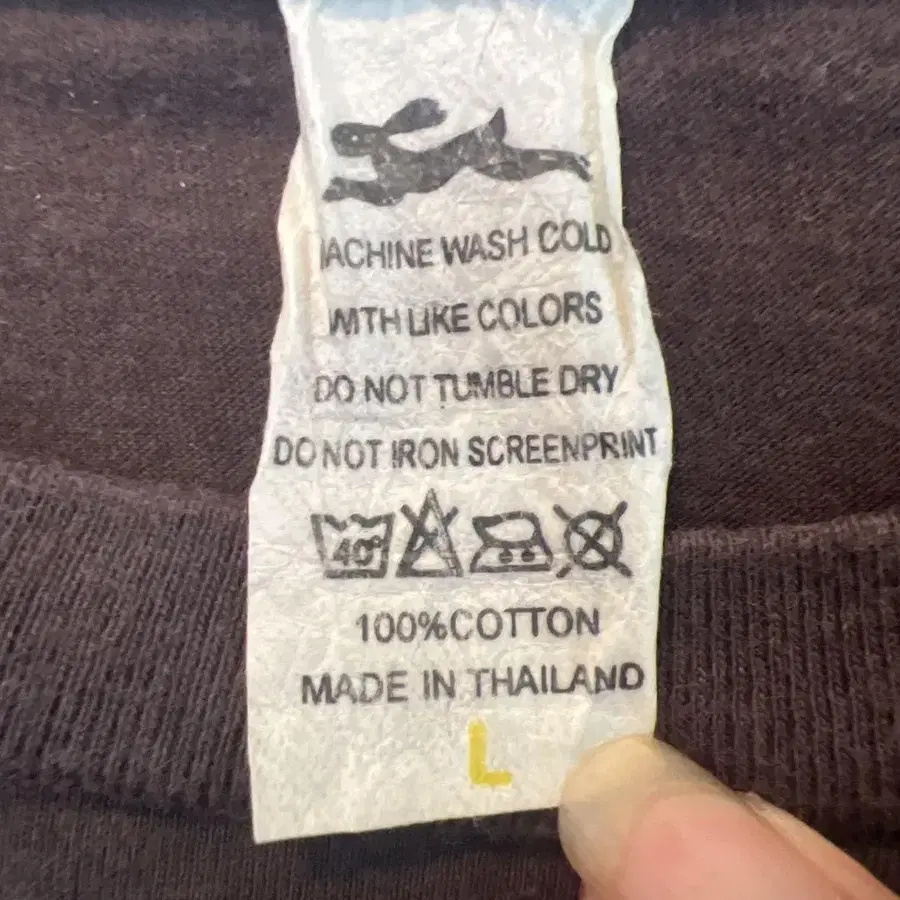 MACHINE WASH COLD
WITH LIKE COLORS
DO NOT TUMBLE DRY
DO NOT IRON SCREENPRINT
40°
100%COTTON
MADE IN THAILAND
L